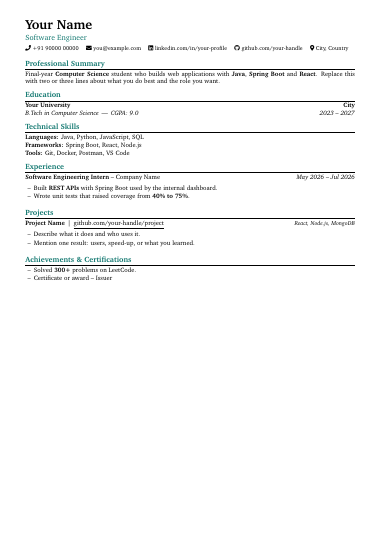 Your Name
Software Engineer
+91 90000 00000 you@example.com linkedin.com/in/your-profile github.com/your-handle City, Country
Professional Summary
Final-year Computer Science student who builds web applications with Java, Spring Boot and React. Replace this
with two or three lines about what you do best and the role you want.
Education
Your University City
B.Tech in Computer Science — CGPA: 9.0 2023 – 2027
Technical Skills
Languages: Java, Python, JavaScript, SQL
Frameworks: Spring Boot, React, Node.js
Tools: Git, Docker, Postman, VS Code
Experience
Software Engineering Intern – Company Name May 2026 – Jul 2026
– Built REST APIs with Spring Boot used by the internal dashboard.
– Wrote unit tests that raised coverage from 40% to 75%.
Projects
Project Name | github.com/your-handle/project React, Node.js, MongoDB
– Describe what it does and who uses it.
– Mention one result: users, speed-up, or what you learned.
Achievements & Certifications
– Solved 300+ problems on LeetCode.
– Certificate or award – Issuer